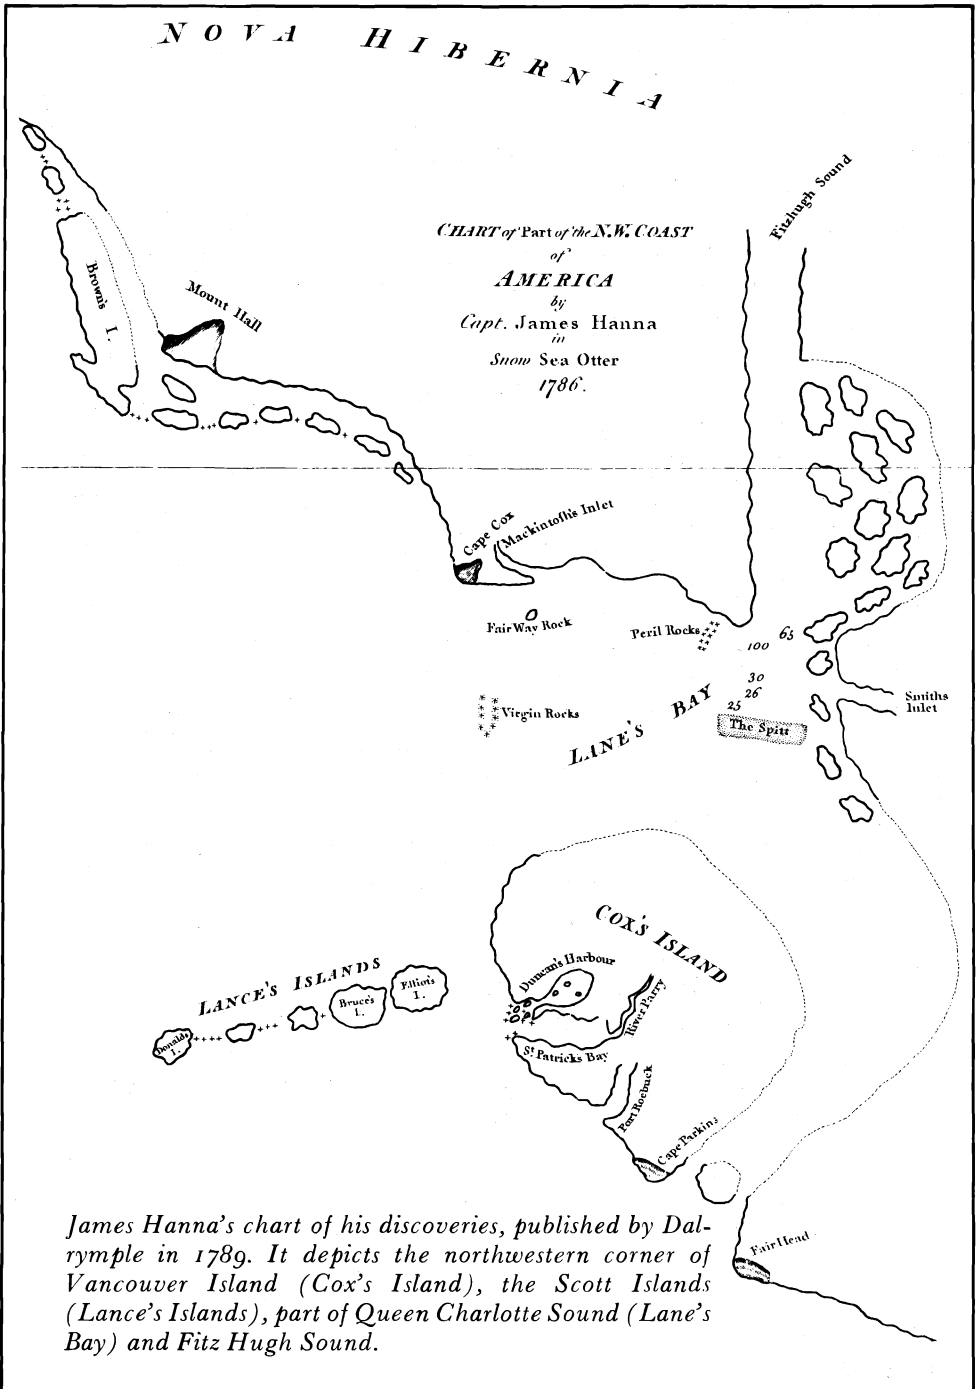 NOVA HIBERNIA
Fitzhugh Sound
CHART of Part of the N.W. COAST
of
AMERICA
by
Capt. James Hanna
in
Snow Sea Otter
1786.
Brown's I.
Mount Hall
Cape Cox
Mackintosh's Inlet
Fair Way Rock
Peril Rocks
65
100
30
26
25
Smiths
Inlet
Virgin Rocks
LANE'S BAY
The Spitt
COX'S ISLAND
LANCE'S ISLANDS
Duncan's Harbour
Elliot's
I.
Bruce's
I.
Donalds
I.
River Parry
St Patrick's Bay
Port Roebuck
Cape Parkins
Fair Head
James Hanna's chart of his discoveries, published by Dal-
rymple in 1789. It depicts the northwestern corner of
Vancouver Island (Cox's Island), the Scott Islands
(Lance's Islands), part of Queen Charlotte Sound (Lane's
Bay) and Fitz Hugh Sound.